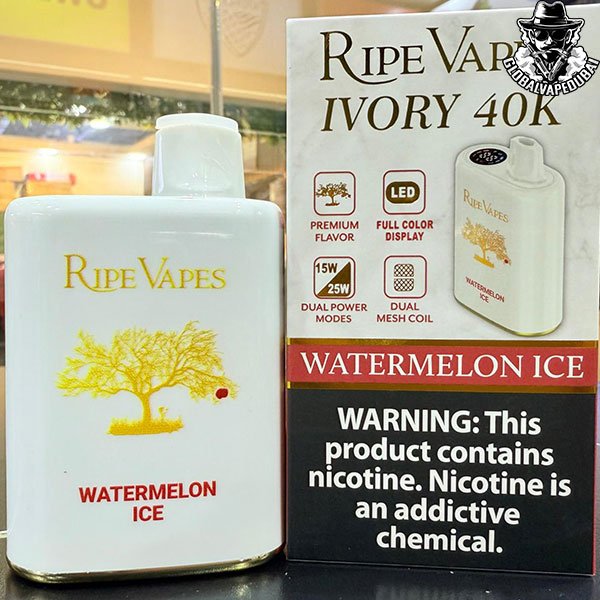 RIPE VAPES
WATERMELON
ICE
GLOBALVAPEDUBAI
RIPE VAP
IVORY 40K
PREMIUM
FLAVOR
LED
FULL COLOR
DISPLAY
15W
25W
DUAL POWER
MODES
DUAL
MESH COIL
RIPE VAPES
WATERMELON
ICE
WATERMELON ICE
WARNING: This
product contains
nicotine. Nicotine is
an addictive
chemical.